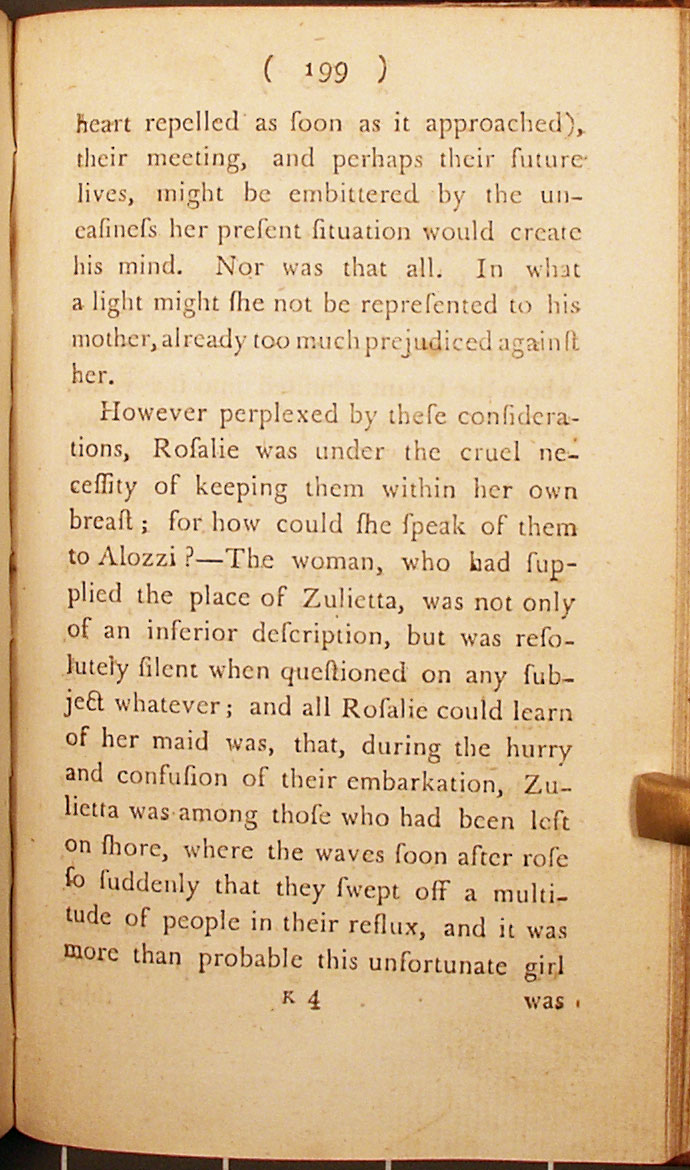 ( 199 )
heart repelled as ſoon as it approached),
their meeting, and perhaps their future
lives, might be embittered by the un-
eaſineſs her preſent ſituation would create
his mind. Nor was that all. In what
a light might ſhe not be repreſented to his
mother, already too much prejudiced againſt
her.
However perplexed by theſe conſidera-
tions, Roſalie was under the cruel ne-
ceſſity of keeping them within her own
breaſt; for how could ſhe ſpeak of them
to Alozzi?—The woman, who had ſup-
plied the place of Zulietta, was not only
of an inferior deſcription, but was reſo-
lutely ſilent when queſtioned on any ſub-
ject whatever; and all Roſalie could learn
of her maid was, that, during the hurry
and confuſion of their embarkation, Zu-
lietta was among thoſe who had been left
on ſhore, where the waves ſoon after roſe
ſo ſuddenly that they ſwept off a multi-
tude of people in their reflux, and it was
more than probable this unfortunate girl
K 4 was